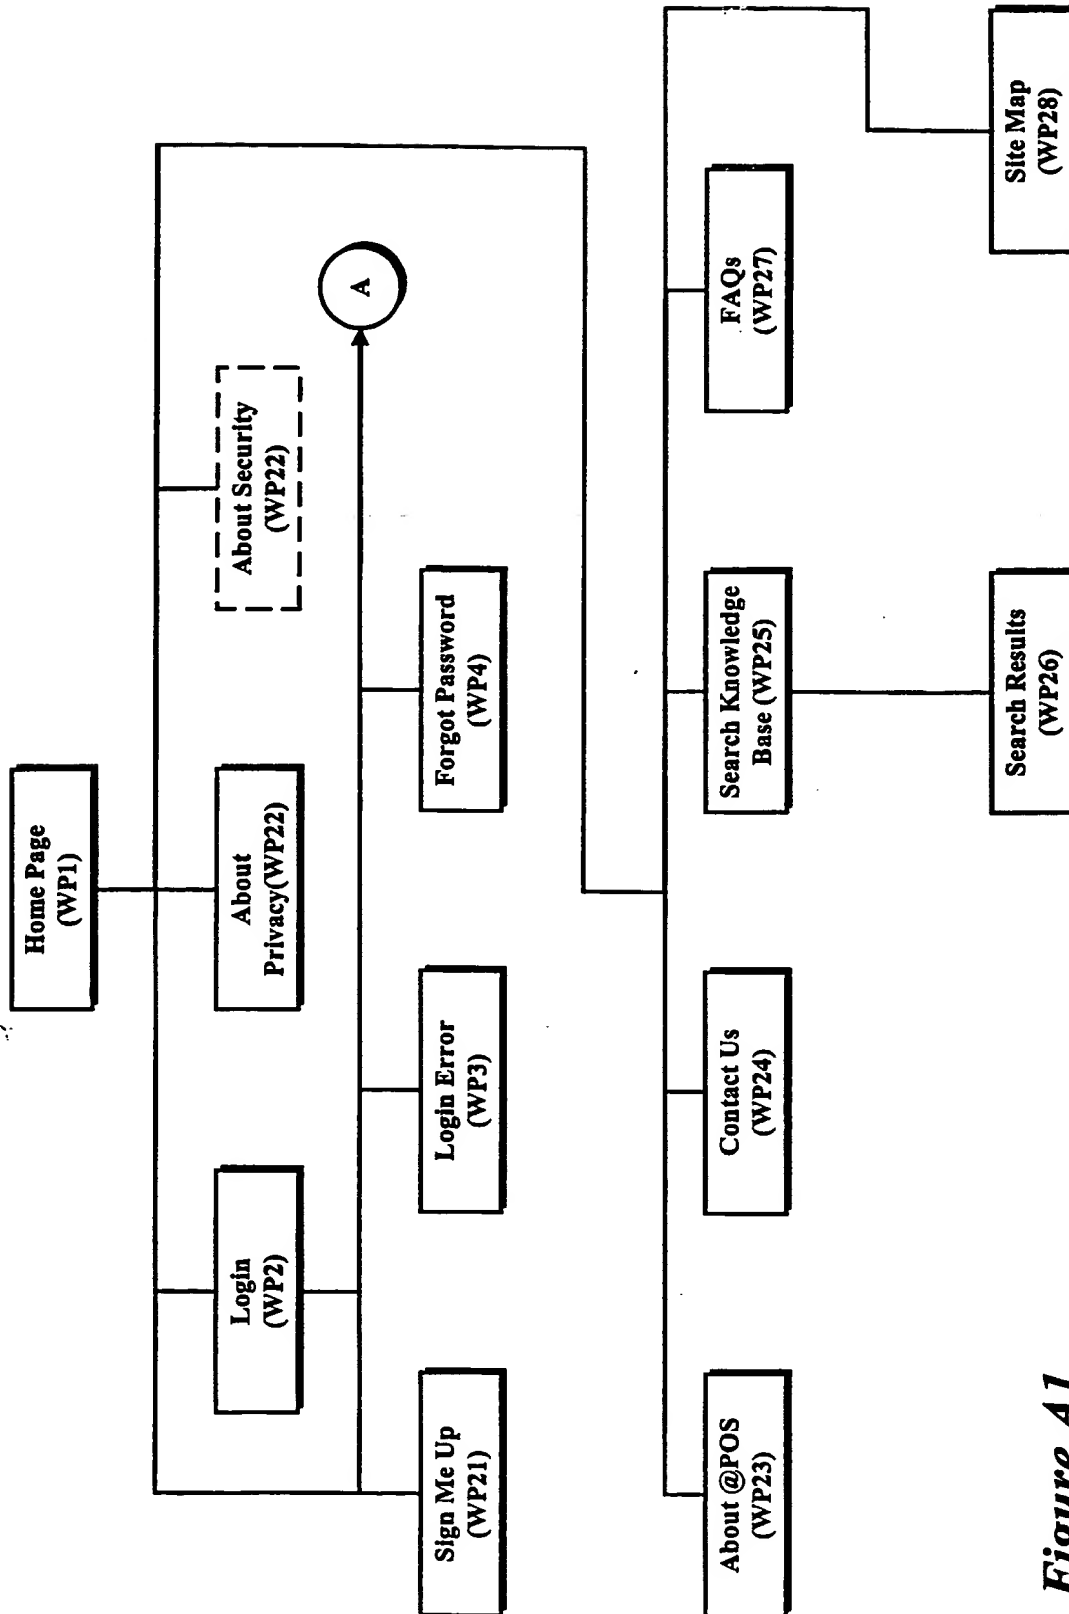 Home Page
(WP1)
Login
(WP2)
About
Privacy(WP22)
About Security
(WP22)
A
Sign Me Up
(WP21)
Login Error
(WP3)
Forgot Password
(WP4)
About @POS
(WP23)
Contact Us
(WP24)
Search Knowledge
Base (WP25)
FAQs
(WP27)
Search Results
(WP26)
Site Map
(WP28)
Figure A1